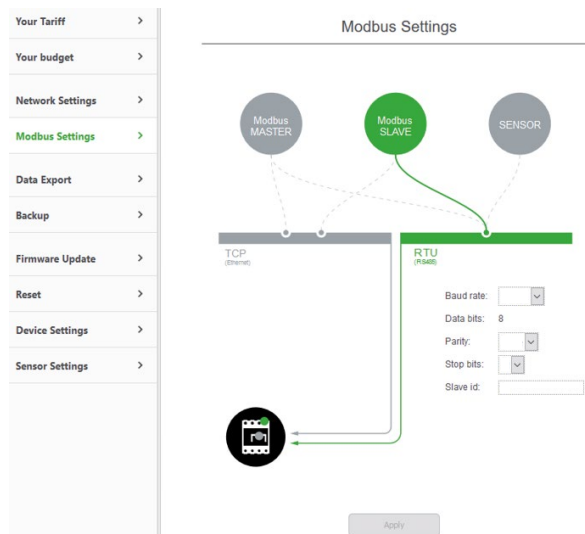 Your Tariff
Your budget
Network Settings
Modbus Settings
Data Export
Backup
Firmware Update
Reset
Device Settings
Sensor Settings
Modbus Settings
Modbus
MASTER
Modbus
SLAVE
SENSOR
TCP
(Ethernet)
RTU
(RS485)
Baud rate:
Data bits: 8
Parity:
Stop bits:
Slave id:
Apply